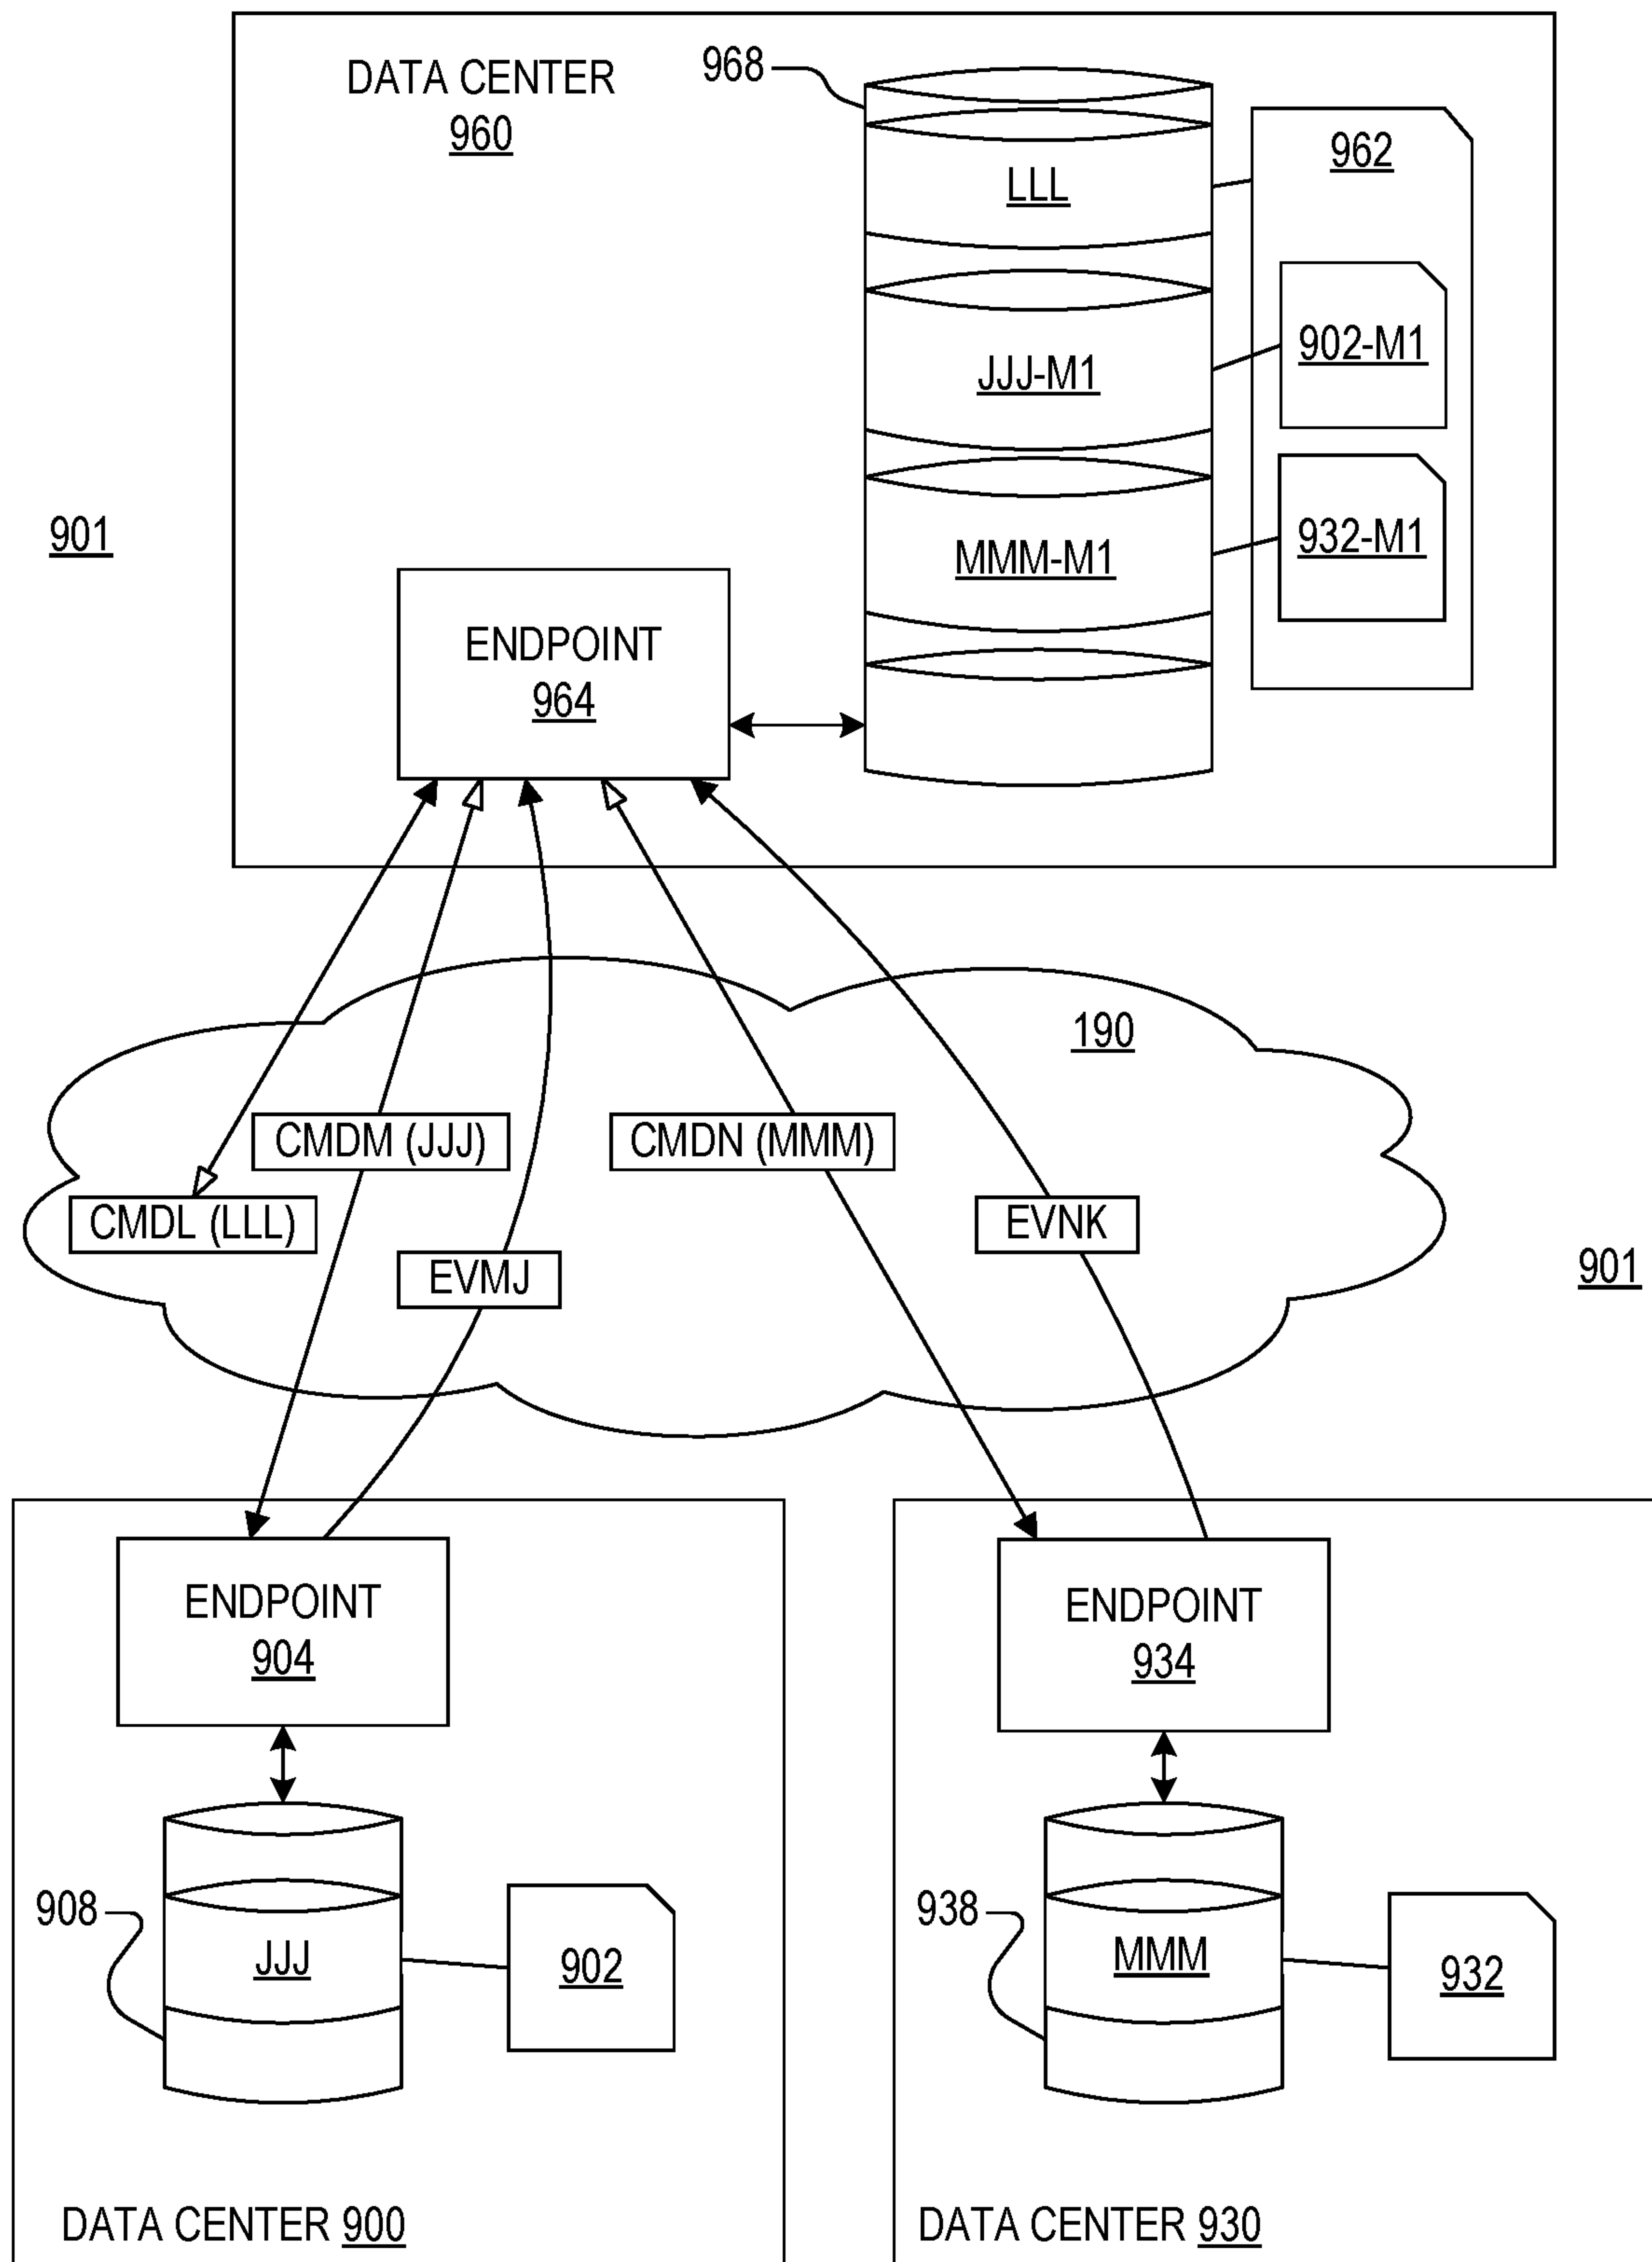 DATA CENTER
960
968
LLL
962
JJJ-M1
902-M1
MMM-M1
932-M1
901
ENDPOINT
964
190
CMDM (JJJ)
CMDN (MMM)
CMDL (LLL)
EVNK
EVMJ
901
ENDPOINT
904
ENDPOINT
934
908
JJJ
902
938
MMM
932
DATA CENTER 900
DATA CENTER 930